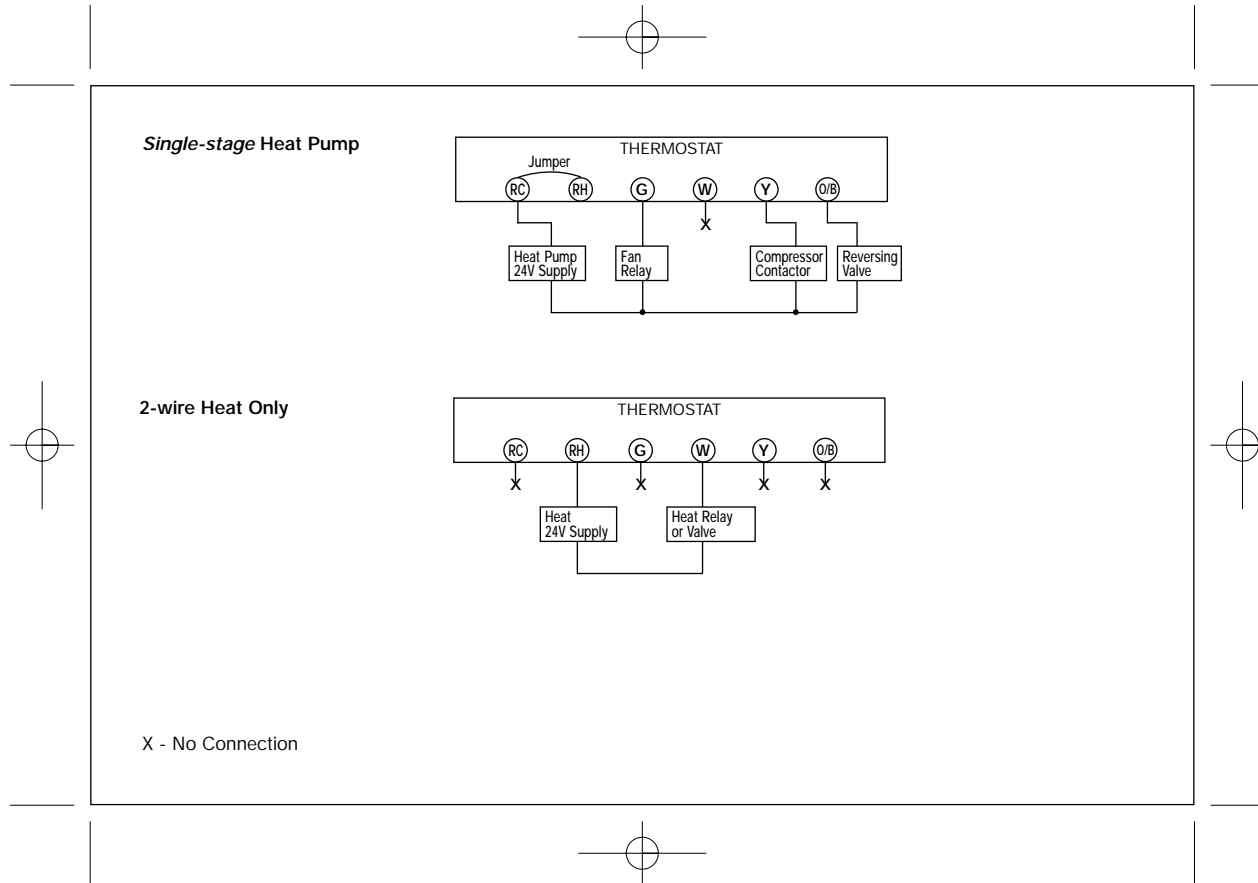 Single-stage Heat Pump
THERMOSTAT
Jumper
RC RH G W Y O/B
X
Heat Pump
24V Supply
Fan
Relay
Compressor
Contactor
Reversing
Valve
2-wire Heat Only
THERMOSTAT
RC RH G W Y O/B
X X X X
Heat
24V Supply
Heat Relay
or Valve
X - No Connection